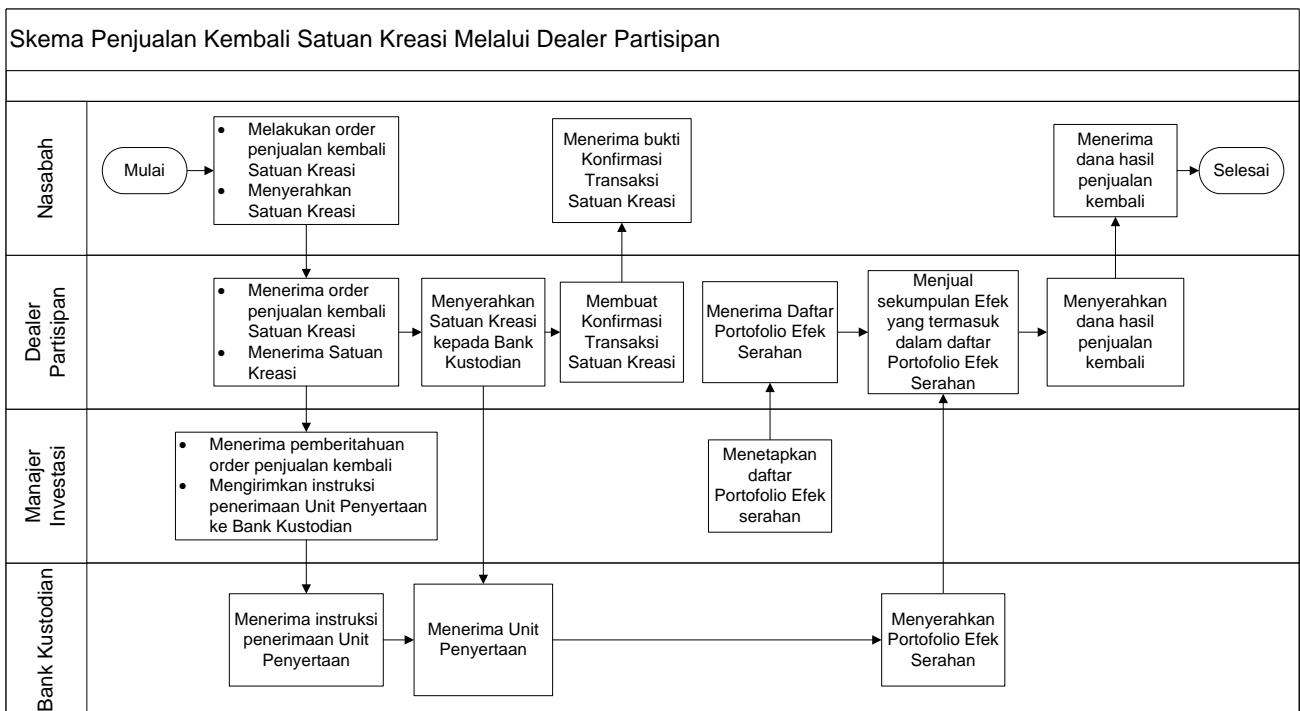 Skema Penjualan Kembali Satuan Kreasi Melalui Dealer Partisipan
Nasabah
Mulai
• Melakukan order
penjualan kembali
Satuan Kreasi
• Menyerahkan
Satuan Kreasi
Menerima bukti
Konfirmasi
Transaksi
Satuan Kreasi
Menerima
dana hasil
penjualan
kembali
Selesai
Dealer
Partisipan
• Menerima order
penjualan kembali
Satuan Kreasi
• Menerima Satuan
Kreasi
Menyerahkan
Satuan Kreasi
kepada Bank
Kustodian
Membuat
Konfirmasi
Transaksi
Satuan Kreasi
Menerima Daftar
Portofolio Efek
Serahan
Menjual
sekumpulan Efek
yang termasuk
dalam daftar
Portofolio Efek
Serahan
Menyerahkan
dana hasil
penjualan
kembali
Manajer
Investasi
• Menerima pemberitahuan
order penjualan kembali
• Mengirimkan instruksi
penerimaan Unit Penyertaan
ke Bank Kustodian
Menetapkan
daftar
Portofolio Efek
serahan
Bank Kustodian
Menerima instruksi
penerimaan Unit
Penyertaan
Menerima Unit
Penyertaan
Menyerahkan
Portofolio Efek
Serahan